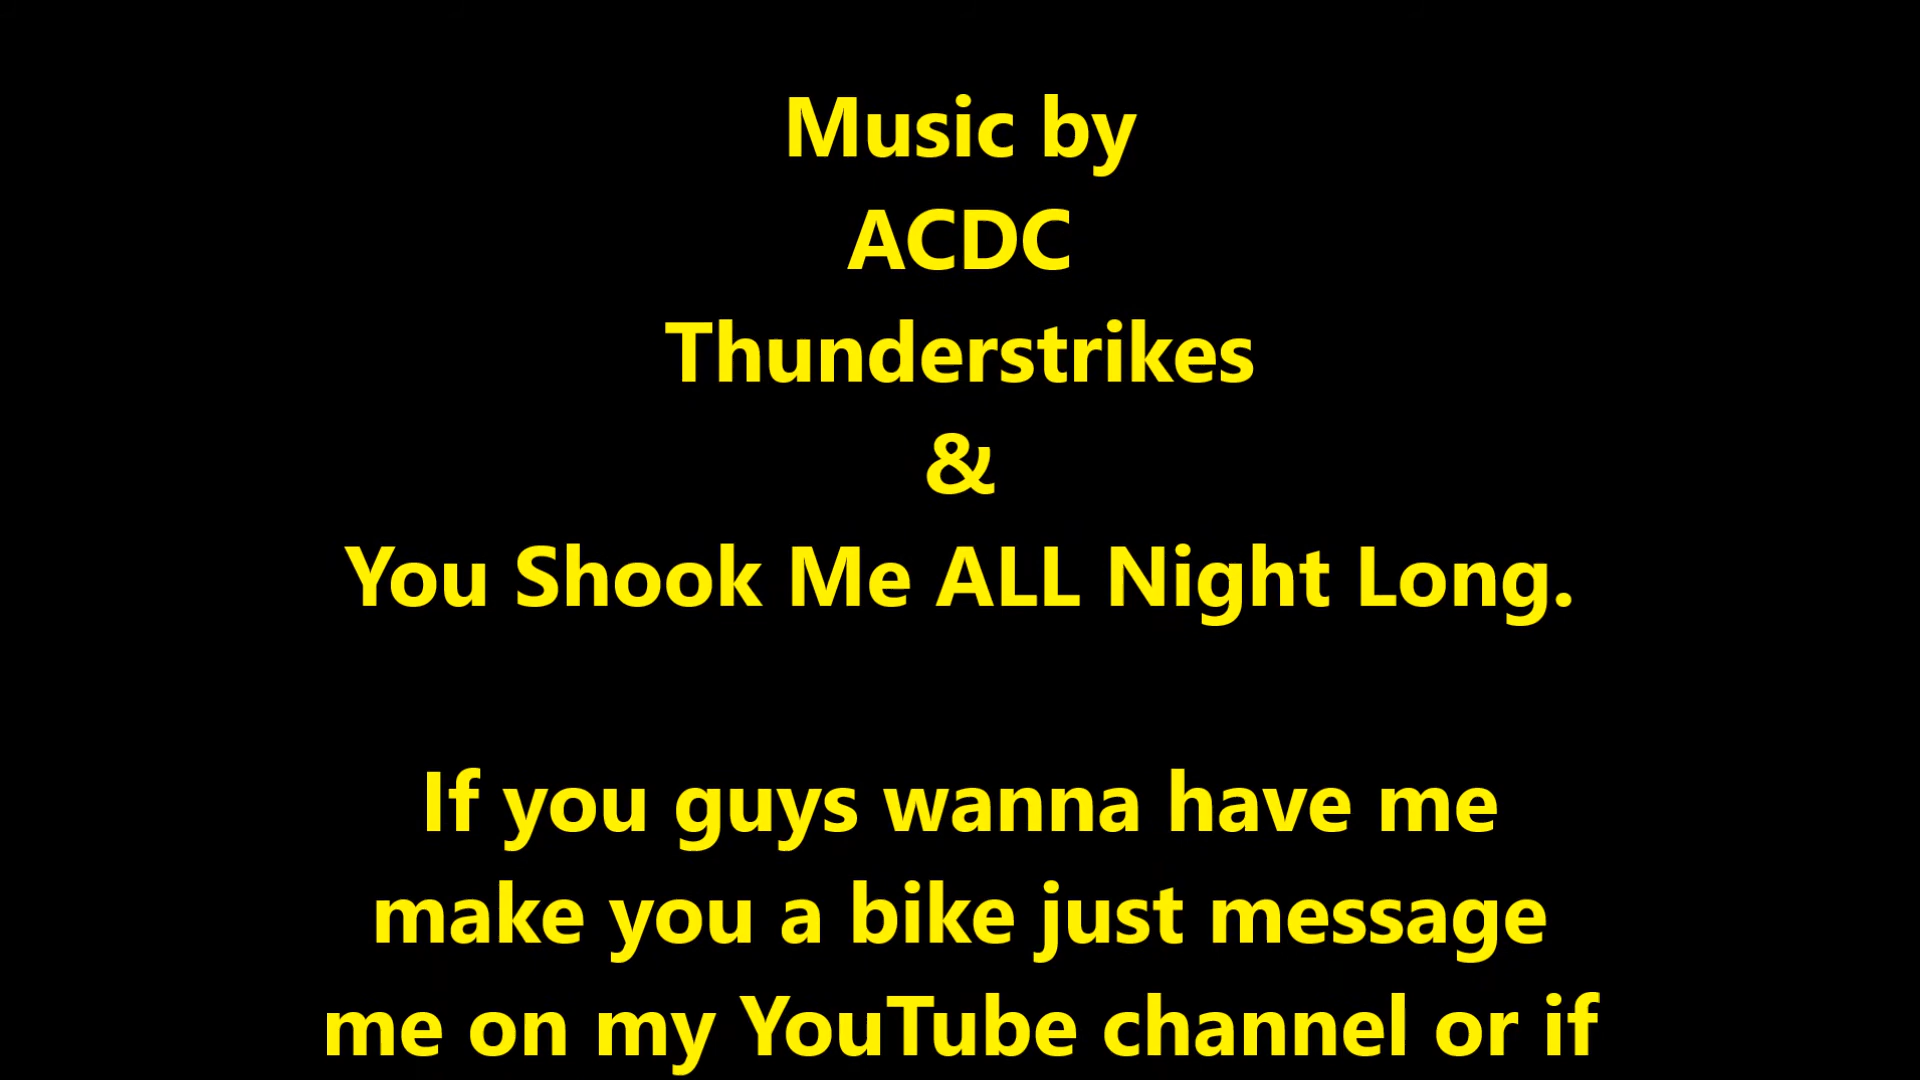 Music by
ACDC
Thunderstrikes
&
You Shook Me ALL Night Long.
If you guys wanna have me
make you a bike just message
me on my YouTube channel or if